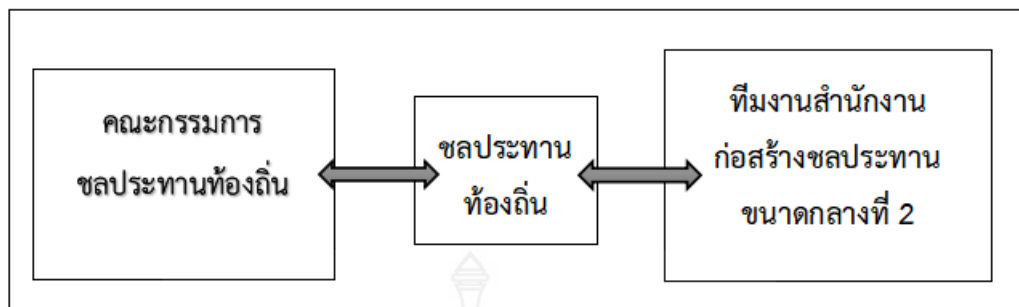 คณะกรรมการ
ชลประทานท้องถิ่น
ชลประทาน
ท้องถิ่น
ทีมงานสำนักงาน
ก่อสร้างชลประทาน
ขนาดกลางที่ 2